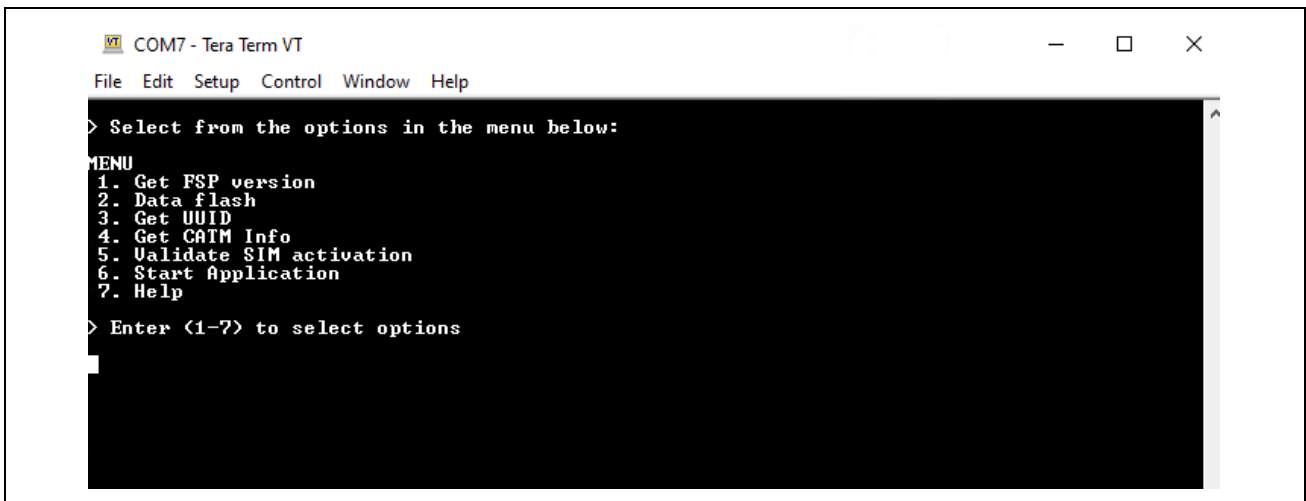 COM7 - Tera Term VT
File Edit Setup Control Window Help
> Select from the options in the menu below:
MENU
1. Get FSP version
2. Data flash
3. Get UUID
4. Get CATM Info
5. Validate SIM activation
6. Start Application
7. Help
> Enter (1-7) to select options